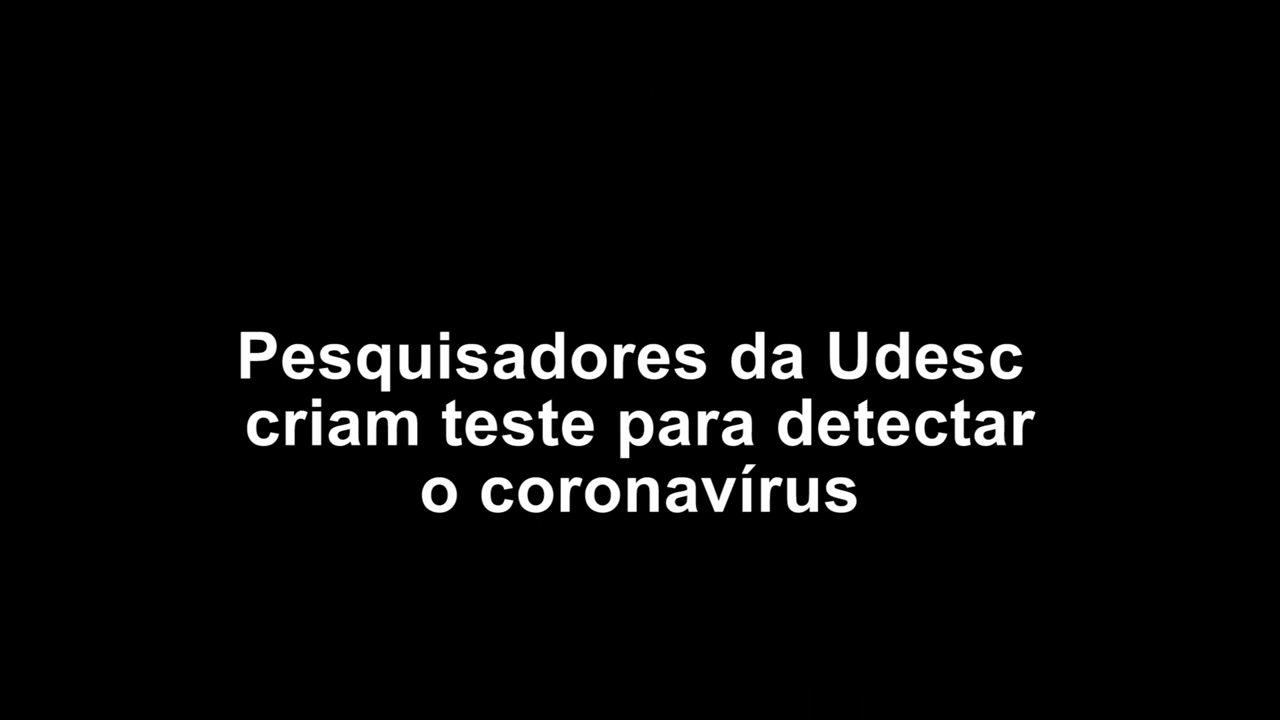 Pesquisadores da Udesc
criam teste para detectar
o coronavírus